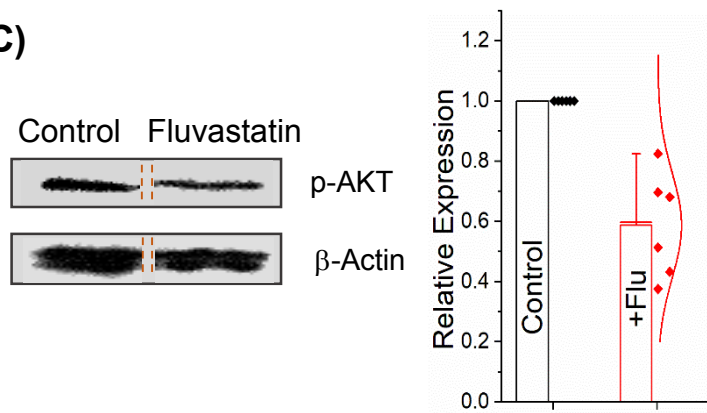 C)
Control Fluvastatin
p-AKT
β-Actin
Relative Expression
1.2
1.0
0.8
0.6
0.4
0.2
0.0
Control
+Flu